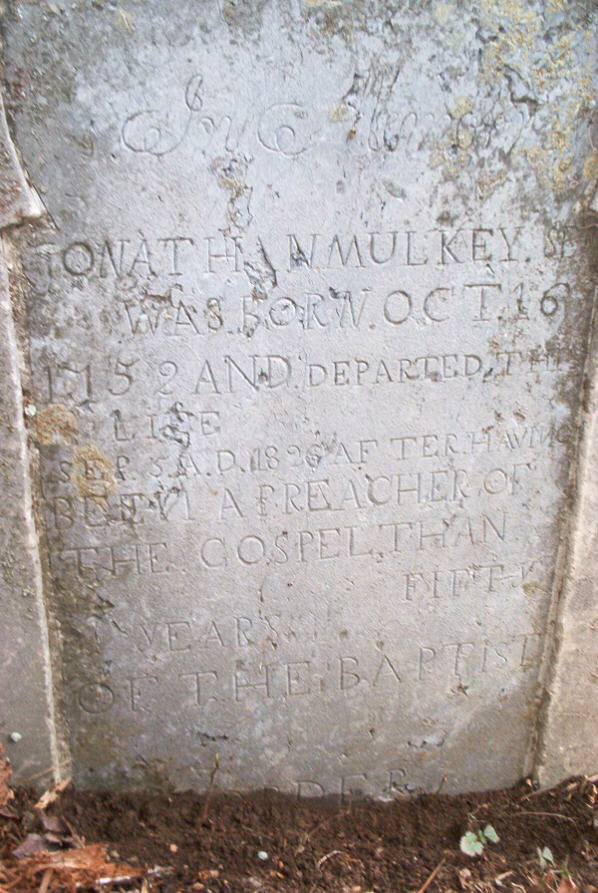 In Memory
JONATHAN MULKEY. SR
WAS. BORN. OCT. 16
1752 AND. DEPARTED. THIS
LIFE
SEP. 5. A.D. 1826 AFTER. HAVING
BEEN A PREACHER. OF
THE GOSPEL. THAN
FIFTY
YEARS
OF THE BAPTIST
ORDER